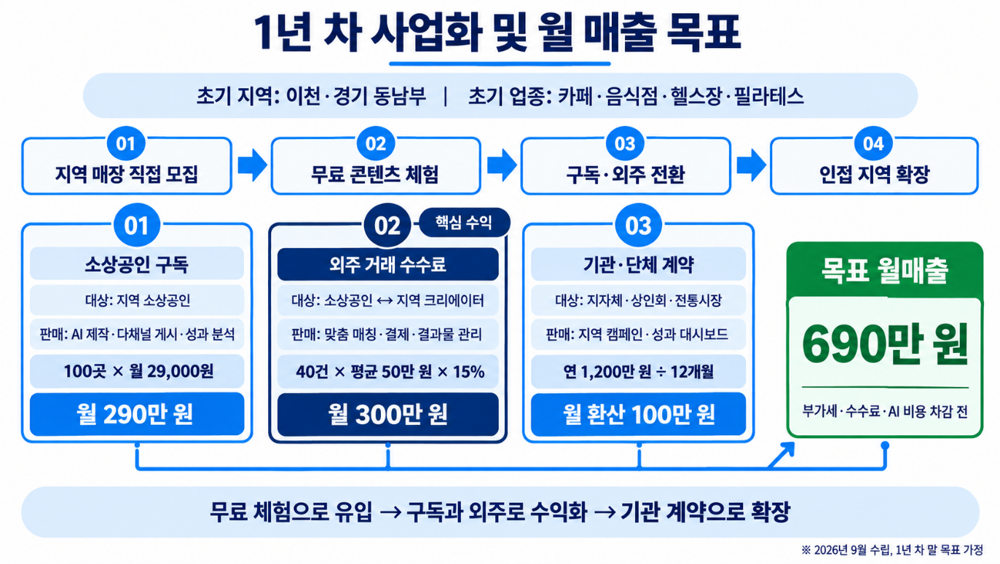 1년 차 사업화 및 월 매출 목표
초기 지역: 이천·경기 동남부 | 초기 업종: 카페·음식점·헬스장·필라테스
01
지역 매장 직접 모집
02
무료 콘텐츠 체험
03
구독·외주 전환
04
인접 지역 확장
01
소상공인 구독
대상: 지역 소상공인
판매: AI 제작·다채널 게시·성과 분석
100곳 × 월 29,000원
월 290만 원
02
핵심 수익
외주 거래 수수료
대상: 소상공인 ↔ 지역 크리에이터
판매: 맞춤 매칭·결제·결과물 관리
40건 × 평균 50만 원 × 15%
월 300만 원
03
기관·단체 계약
대상: 지자체·상인회·전통시장
판매: 지역 캠페인·성과 대시보드
연 1,200만 원 ÷ 12개월
월 환산 100만 원
목표 월매출
690만 원
부가세·수수료·AI 비용 차감 전
무료 체험으로 유입 → 구독과 외주로 수익화 → 기관 계약으로 확장
※ 2026년 9월 수립, 1년 차 말 목표 가정